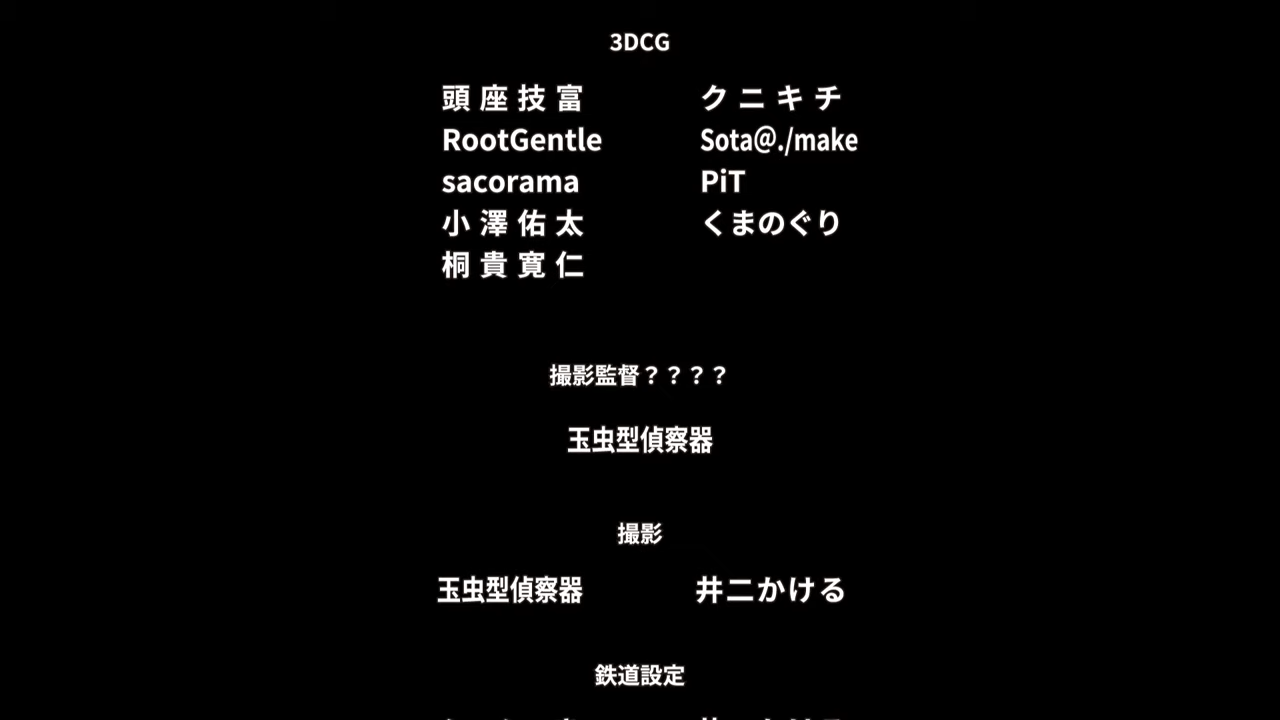 3DCG
頭座技富 クニキチ
RootGentle Sota@./make
sacorama PiT
小澤佑太 くまのぐり
桐貴寛仁
撮影監督？？？？
玉虫型偵察器
撮影
玉虫型偵察器 井二かける
鉄道設定